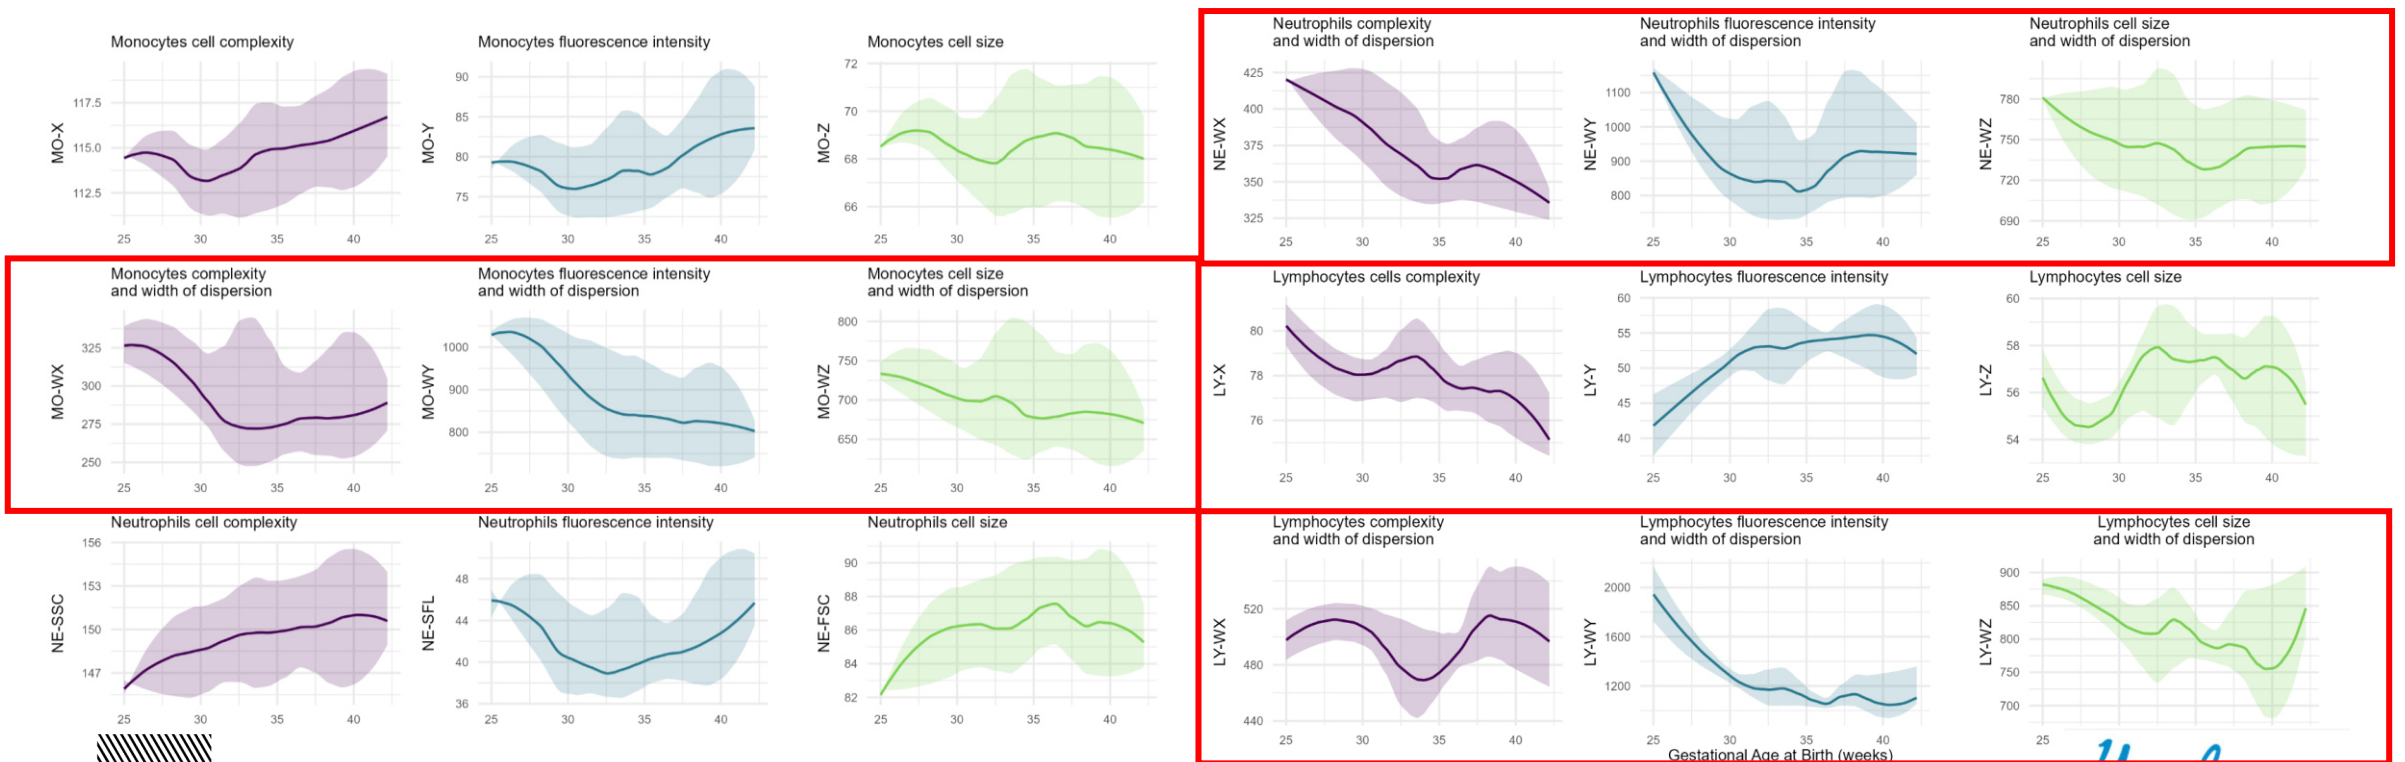 Monocytes cell complexity
MO-X
117.5
115.0
112.5
25 30 35 40
Monocytes fluorescence intensity
MO-Y
90
85
80
75
25 30 35 40
Monocytes cell size
MO-Z
72
70
68
66
25 30 35 40
Neutrophils complexity
and width of dispersion
NE-WX
425
400
375
350
325
25 30 35 40
Neutrophils fluorescence intensity
and width of dispersion
NE-WY
1100
1000
900
800
25 30 35 40
Neutrophils cell size
and width of dispersion
NE-WZ
780
750
720
690
25 30 35 40
Monocytes complexity
and width of dispersion
MO-WX
325
300
275
250
25 30 35 40
Monocytes fluorescence intensity
and width of dispersion
MO-WY
1000
900
800
25 30 35 40
Monocytes cell size
and width of dispersion
MO-WZ
800
750
700
650
25 30 35 40
Lymphocytes cells complexity
LY-X
80
78
76
25 30 35 40
Lymphocytes fluorescence intensity
LY-Y
60
55
50
45
40
25 30 35 40
Lymphocytes cell size
LY-Z
60
58
56
54
25 30 35 40
Neutrophils cell complexity
NE-SSC
156
153
150
147
25 30 35 40
Neutrophils fluorescence intensity
NE-SFL
48
44
40
36
25 30 35 40
Neutrophils cell size
NE-FSC
90
88
86
84
82
25 30 35 40
Lymphocytes complexity
and width of dispersion
LY-WX
520
480
440
25 30 35 40
Lymphocytes fluorescence intensity
and width of dispersion
LY-WY
2000
1600
1200
25 30 35 40
Gestational Age at Birth (weeks)
Lymphocytes cell size
and width of dispersion
LY-WZ
900
850
800
750
700
25